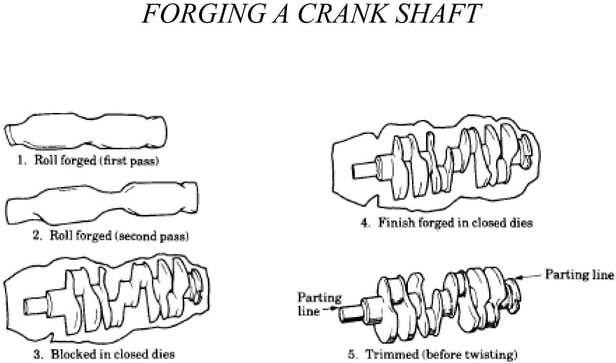 FORGING A CRANK SHAFT
1. Roll forged (first pass)
2. Roll forged (second pass)
3. Blocked in closed dies
4. Finish forged in closed dies
Parting line
Parting
line
5. Trimmed (before twisting)